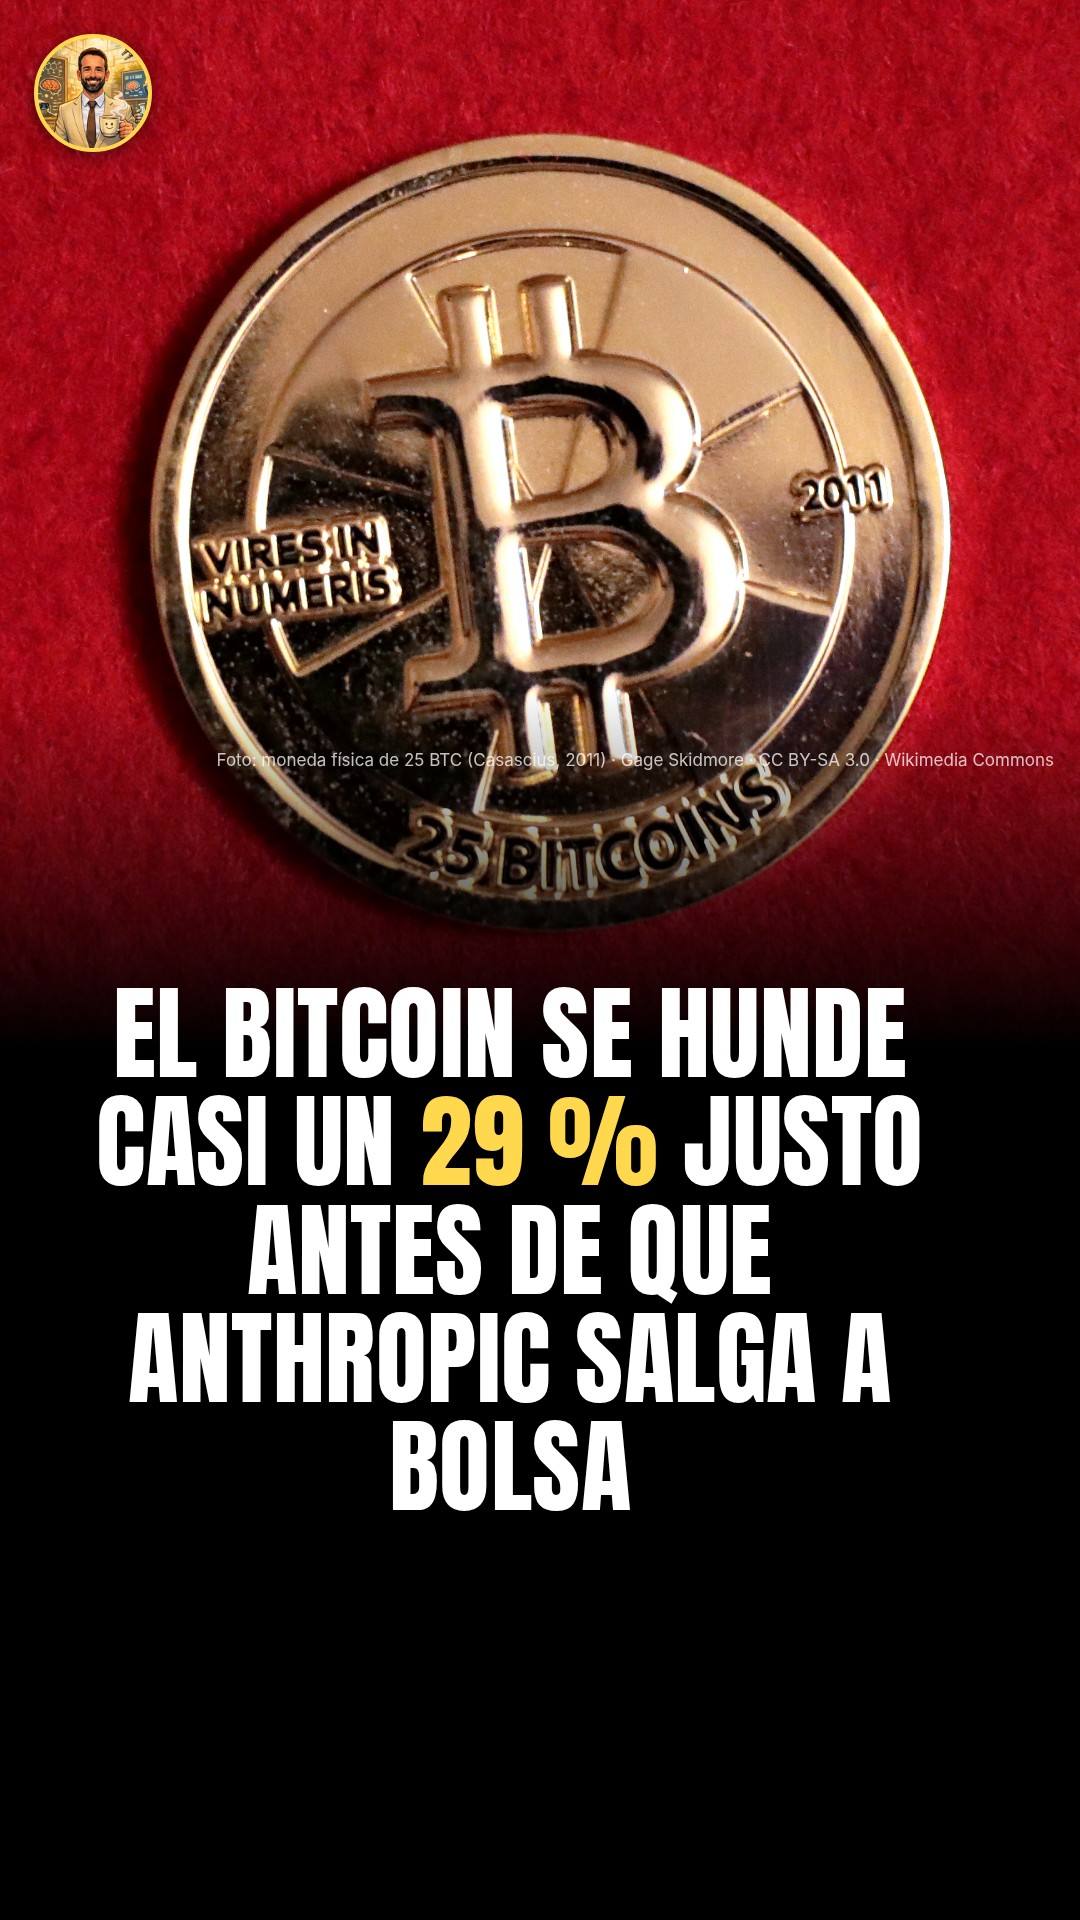 VIRES IN
NUMERIS
2011
Foto: moneda física de 25 BTC (Casascius, 2011) · Gage Skidmore · CC BY-SA 3.0 · Wikimedia Commons
25 BITCOINS
EL BITCOIN SE HUNDE
CASI UN 29 % JUSTO
ANTES DE QUE
ANTHROPIC SALGA A
BOLSA